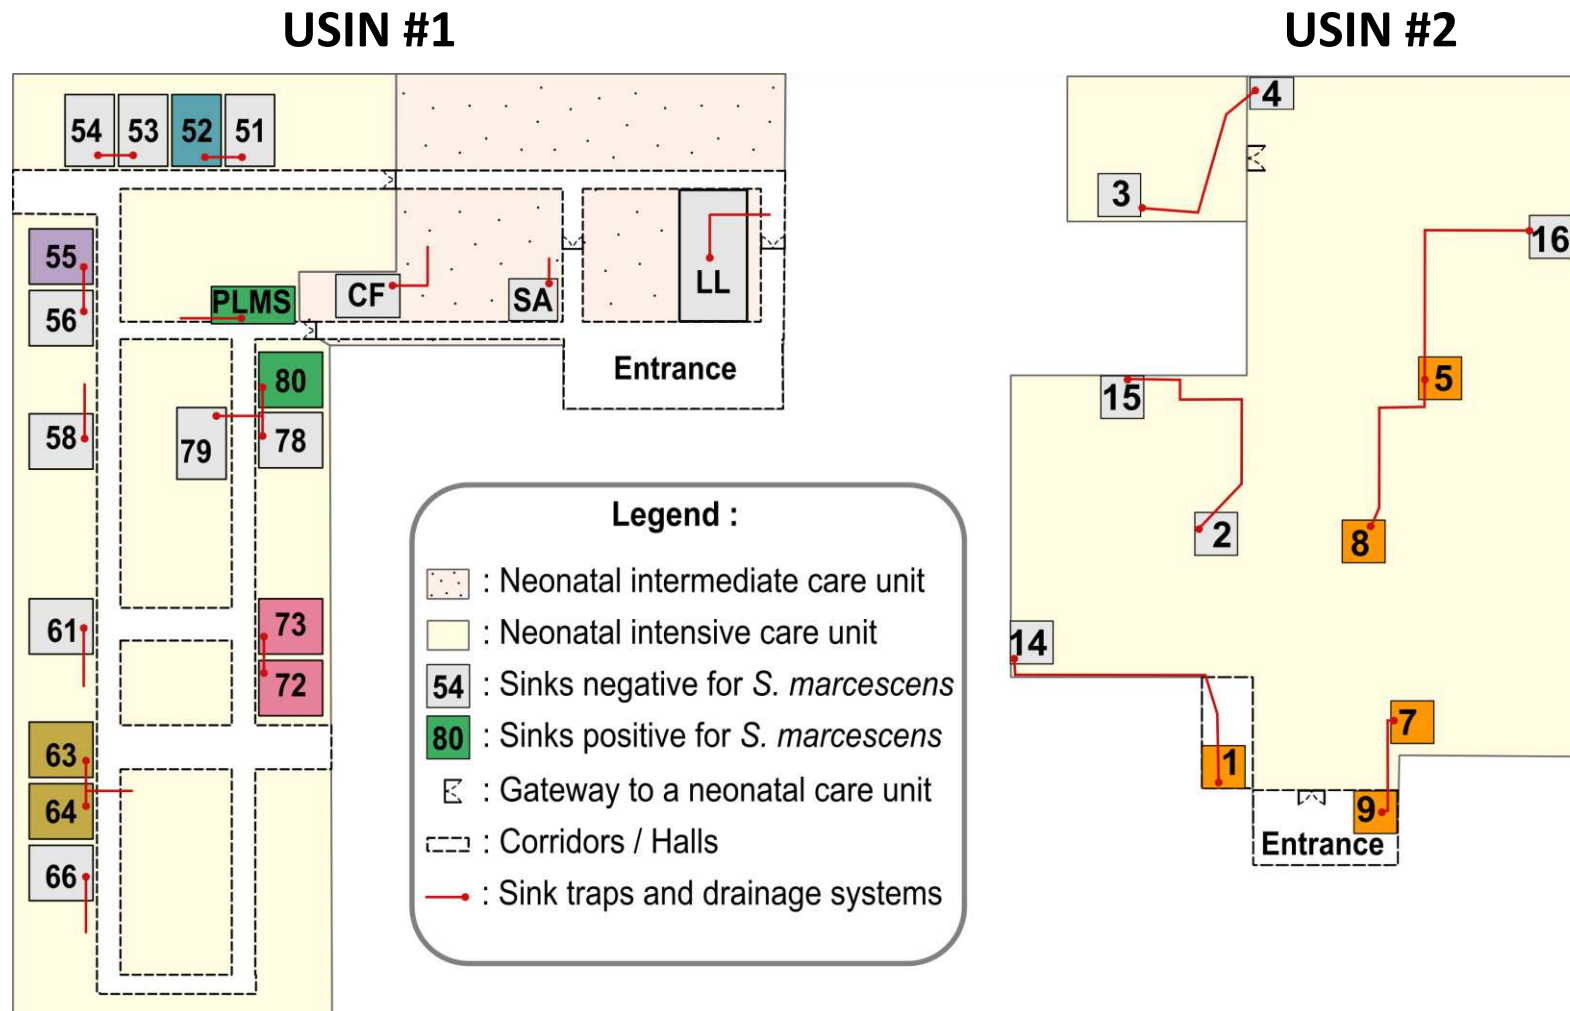 USIN #1
USIN #2
54 53 52 51
55
56
PLMS
CF
SA
LL
Entrance
80
58
79
78
61
73
72
63
64
66
4
3
16
15
5
2
8
14
7
1
9
Entrance
Legend :
: Neonatal intermediate care unit
: Neonatal intensive care unit
54 : Sinks negative for S. marcescens
80 : Sinks positive for S. marcescens
: Gateway to a neonatal care unit
: Corridors / Halls
: Sink traps and drainage systems